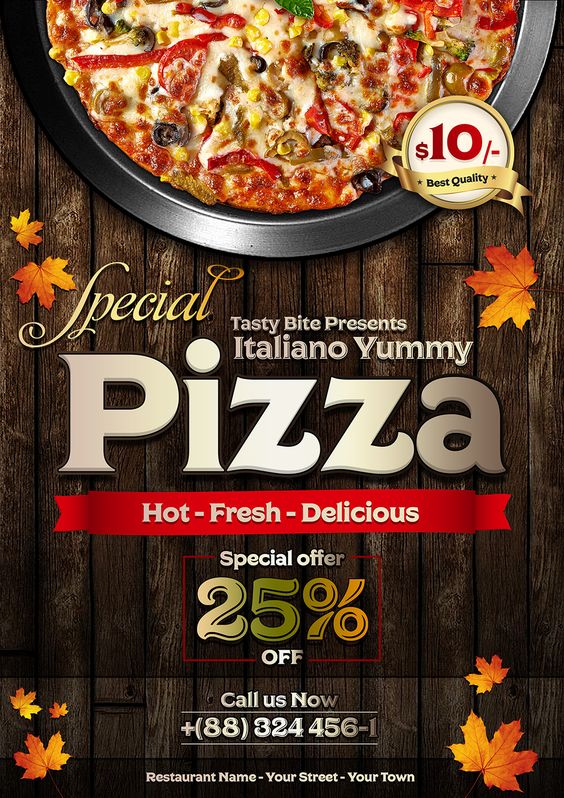 $10/-
★ Best Quality ★
Special
Tasty Bite Presents
Italiano Yummy
Pizza
Hot - Fresh - Delicious
Special offer
25%
OFF
Call us Now
+(88) 324 456-1
Restaurant Name - Your Street - Your Town